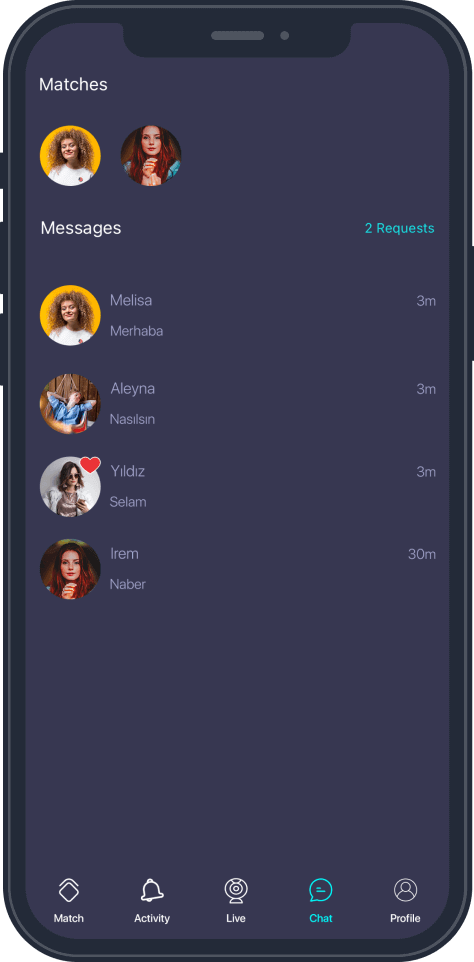 Matches
Messages
2 Requests
Melisa
3m
Merhaba
Aleyna
3m
Nasılsın
Yıldız
3m
Selam
Irem
30m
Naber
Match
Activity
Live
Chat
Profile